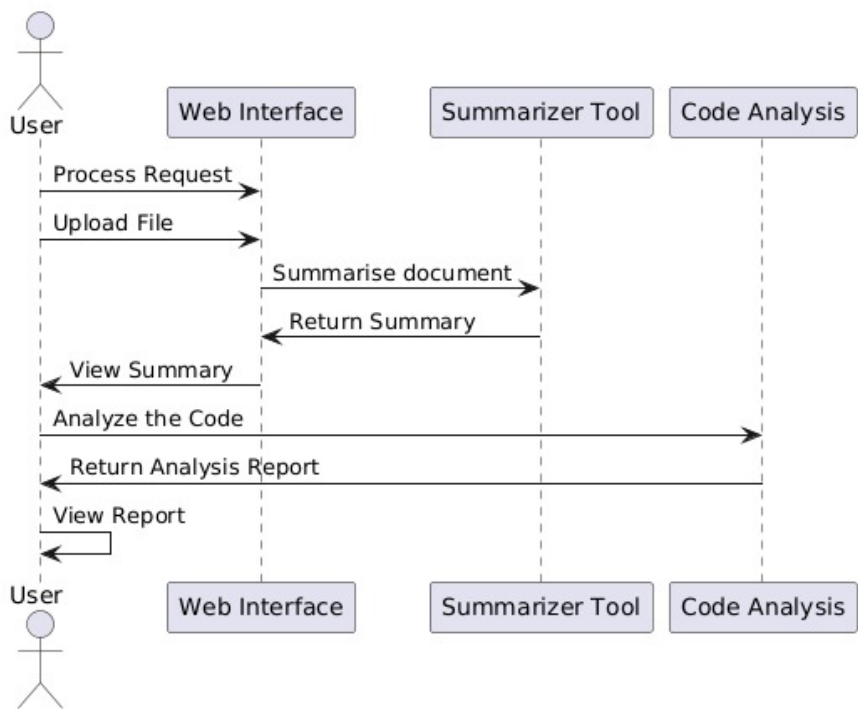 User
Web Interface
Summarizer Tool
Code Analysis
Process Request
Upload File
Summarise document
Return Summary
View Summary
Analyze the Code
Return Analysis Report
View Report
User
Web Interface
Summarizer Tool
Code Analysis